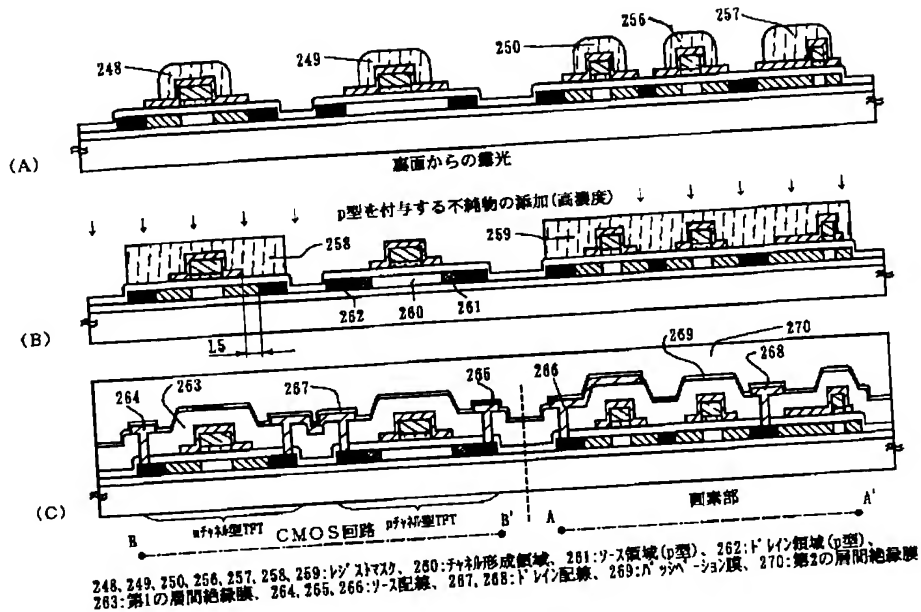 248
249
250
256
257
(A)
裏面からの露光
p型を付与する不純物の添加(高濃度)
258
259
262
260
261
(B)
L5
264
263
267
266
266
269
270
268
(C)
nチャネル型TPT
pチャネル型TPT
画素部
B
CMOS回路
B'
A
A'
248、249、250、256、257、258、259:レジストマスク、260:チャネル形成領域、261:ソース領域(p型)、262:ドレイン領域(p型)、
263:第1の層間絶縁膜、264、265、266:ソース配線、267、268:ドレイン配線、269:パッシベーション膜、270:第2の層間絶縁膜